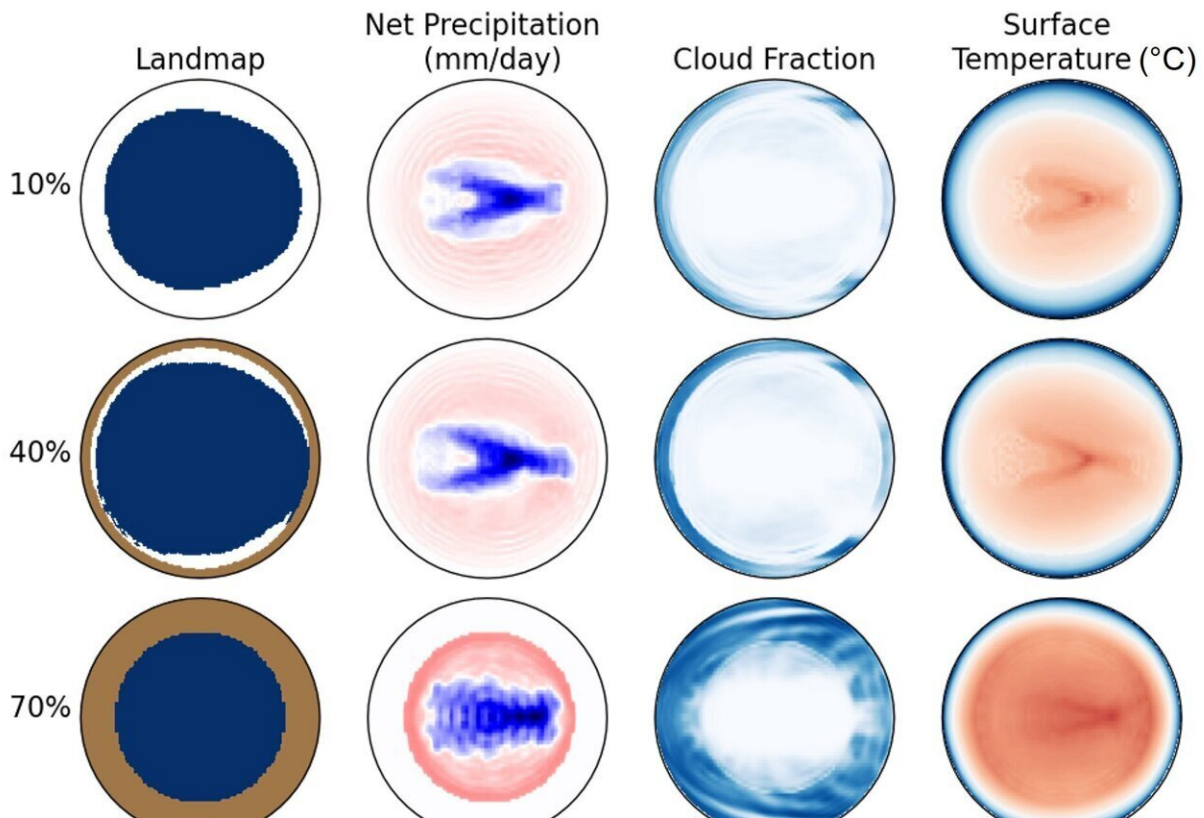 Landmap
Net Precipitation
(mm/day)
Cloud Fraction
Surface
Temperature (°C)
10%
40%
70%